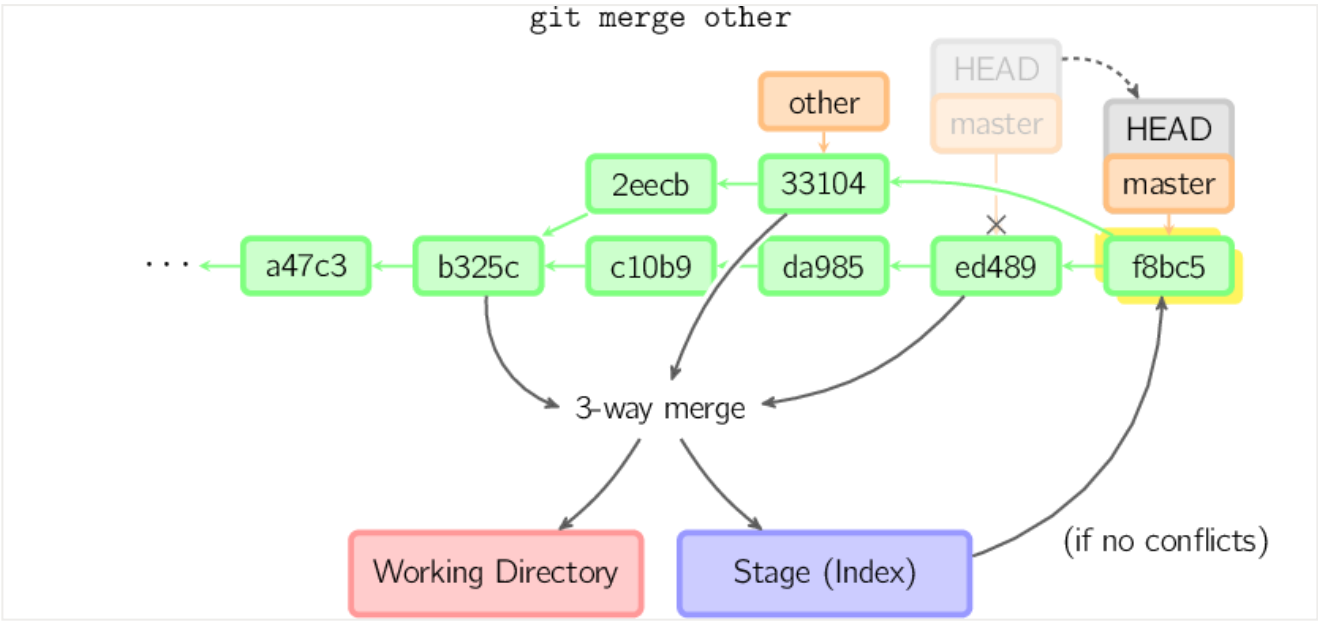 git merge other
HEAD
master
other
HEAD
master
2eecb
33104
...
a47c3
b325c
c10b9
da985
ed489
f8bc5
3-way merge
(if no conflicts)
Working Directory
Stage (Index)